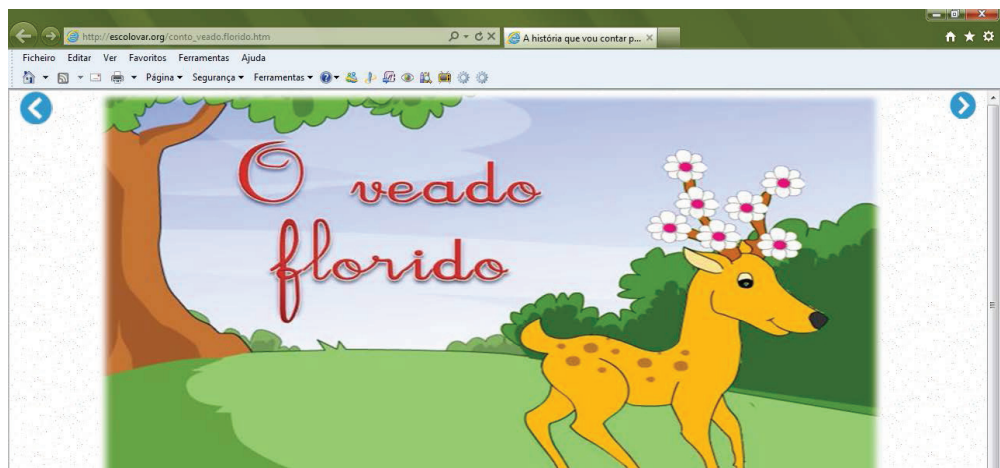 http://escolovar.org/conto_veado.florido.htm
A história que vou contar p...
Ficheiro Editar Ver Favoritos Ferramentas Ajuda
Página Segurança Ferramentas
O veado
florido